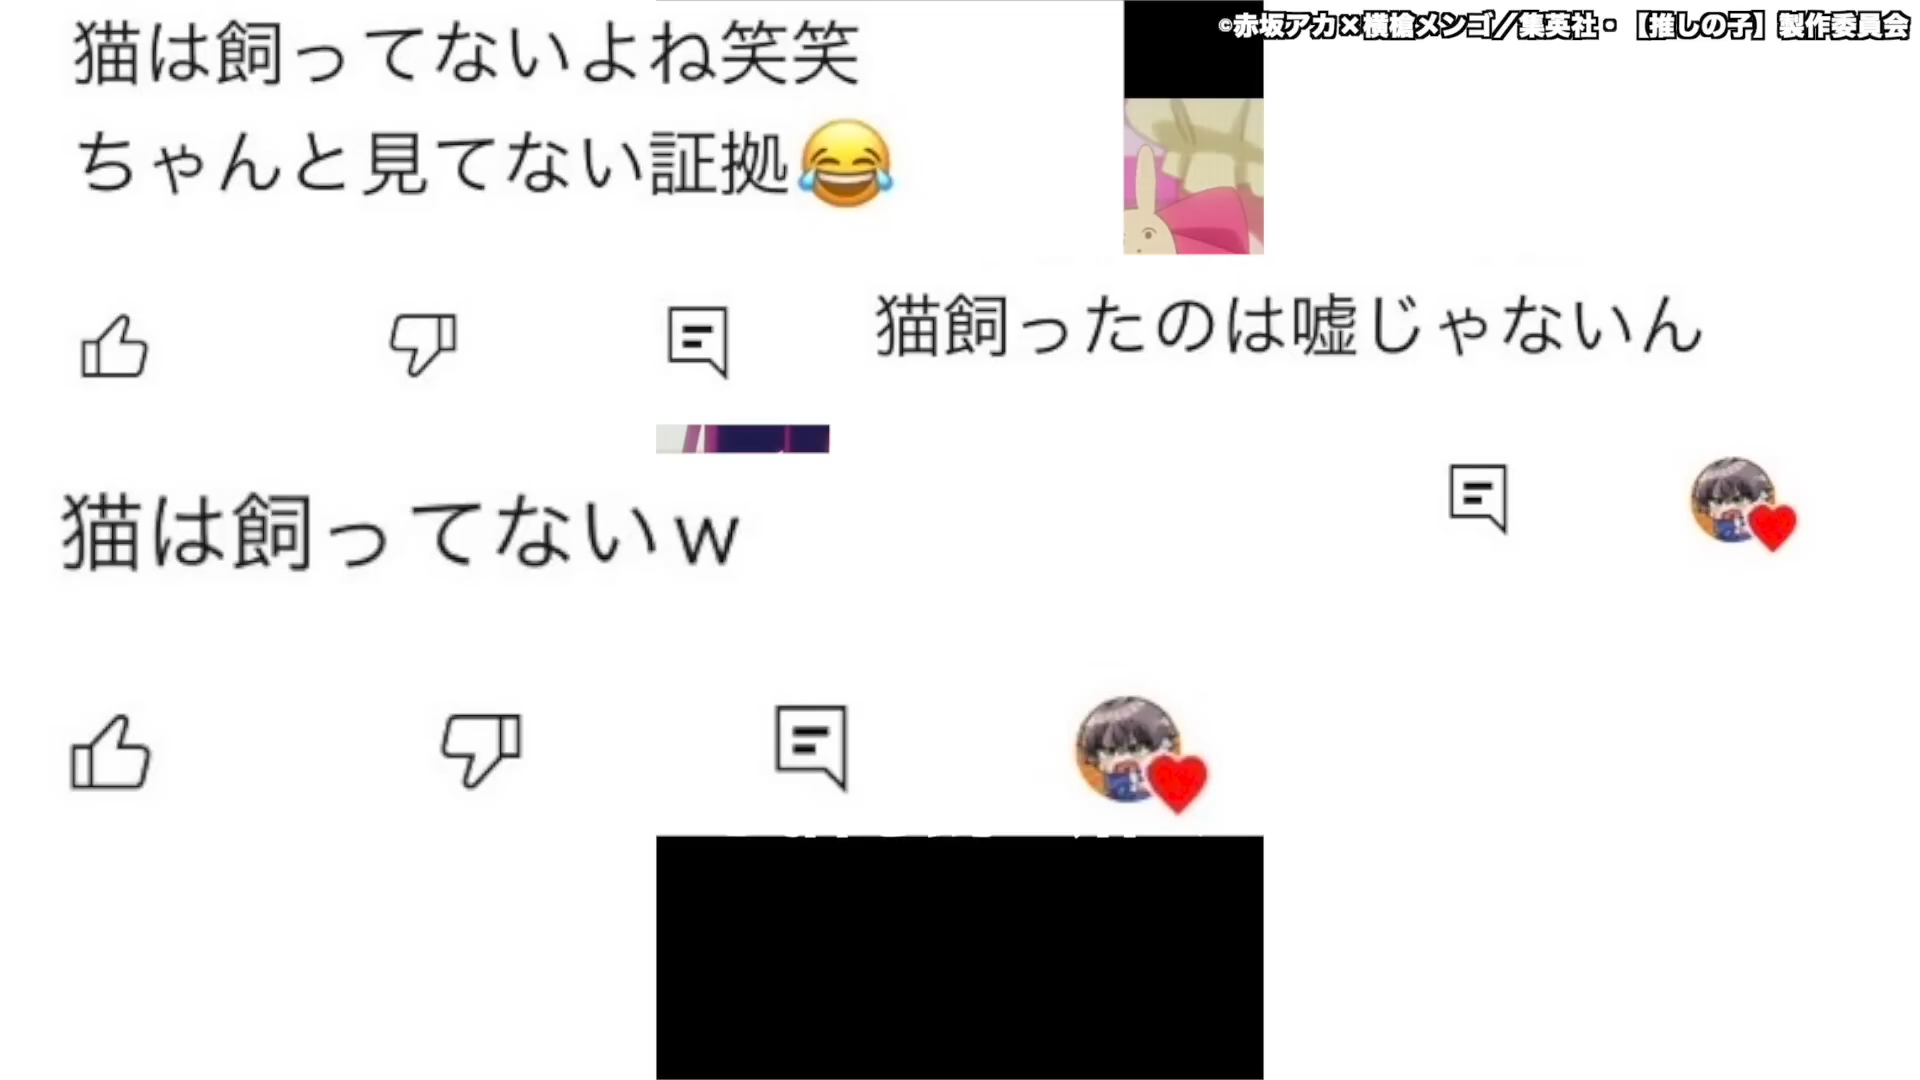 ©赤坂アカ×横槍メンゴ／集英社・【推しの子】製作委員会
猫は飼ってないよね笑笑
ちゃんと見てない証拠😂
猫飼ったのは嘘じゃないん
猫は飼ってないｗ